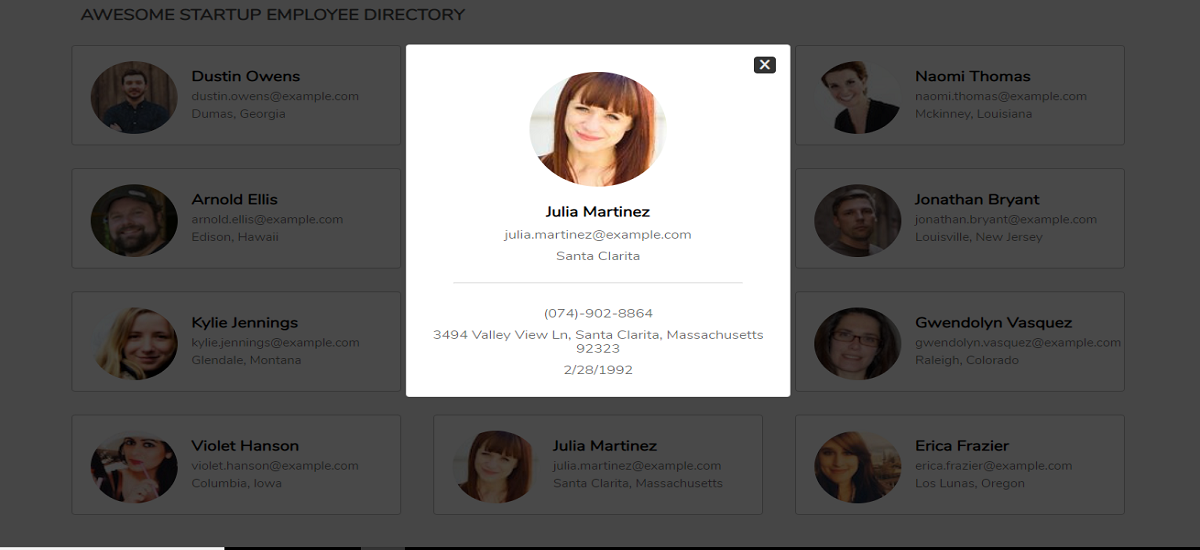 AWESOME STARTUP EMPLOYEE DIRECTORY
Dustin Owens
dustin.owens@example.com
Dumas, Georgia
Naomi Thomas
naomi.thomas@example.com
Mckinney, Louisiana
Arnold Ellis
arnold.ellis@example.com
Edison, Hawaii
Jonathan Bryant
jonathan.bryant@example.com
Louisville, New Jersey
Kylie Jennings
kylie.jennings@example.com
Glendale, Montana
Gwendolyn Vasquez
gwendolyn.vasquez@example.com
Raleigh, Colorado
Violet Hanson
violet.hanson@example.com
Columbia, Iowa
Julia Martinez
julia.martinez@example.com
Santa Clarita, Massachusetts
Erica Frazier
erica.frazier@example.com
Los Lunas, Oregon
X
Julia Martinez
julia.martinez@example.com
Santa Clarita
(074)-902-8864
3494 Valley View Ln, Santa Clarita, Massachusetts
92323
2/28/1992